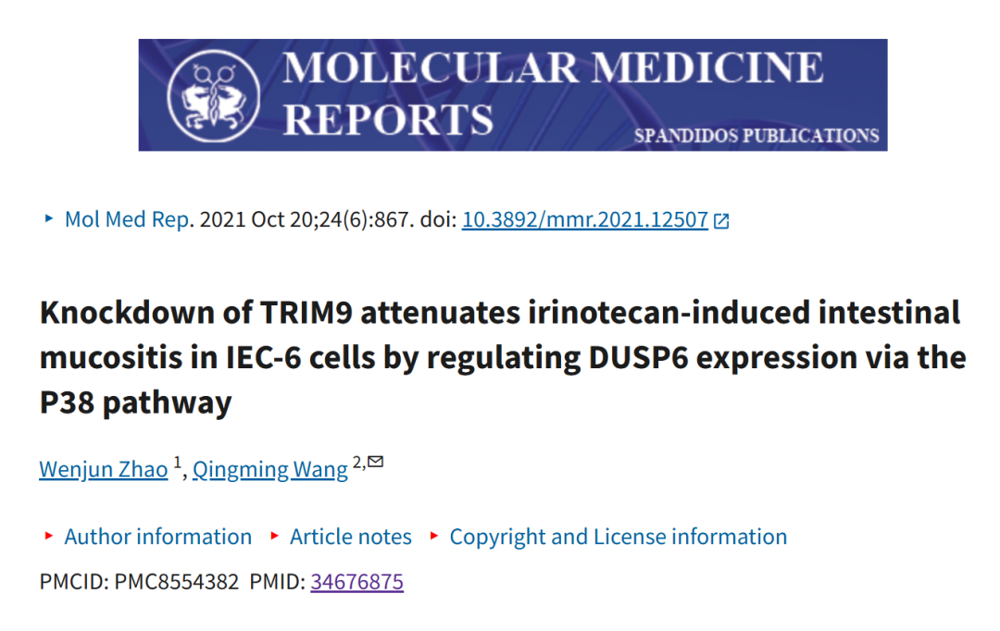 MOLECULAR MEDICINE
REPORTS
SPANDIDOS PUBLICATIONS
Mol Med Rep. 2021 Oct 20;24(6):867. doi: 10.3892/mmr.2021.12507
Knockdown of TRIM9 attenuates irinotecan-induced intestinal
mucositis in IEC-6 cells by regulating DUSP6 expression via the
P38 pathway
Wenjun Zhao 1, Qingming Wang 2,
Author information Article notes Copyright and License information
PMCID: PMC8554382 PMID: 34676875